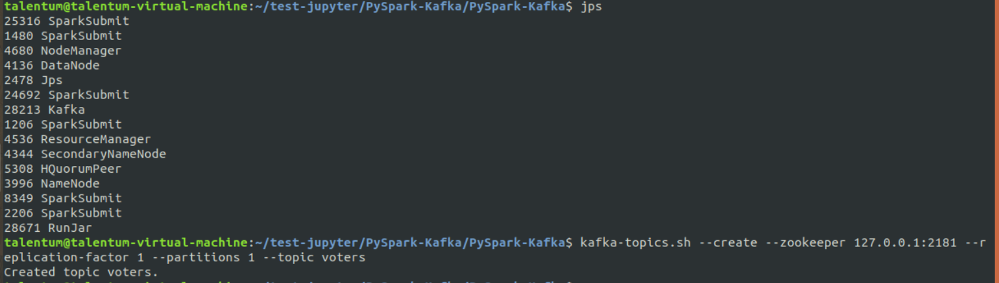 talentum@talentum-virtual-machine:~/test-jupyter/PySpark-Kafka/PySpark-Kafka$ jps
25316 SparkSubmit
1480 SparkSubmit
4680 NodeManager
4136 DataNode
2478 Jps
24692 SparkSubmit
28213 Kafka
1206 SparkSubmit
4536 ResourceManager
4344 SecondaryNameNode
5308 HQuorumPeer
3996 NameNode
8349 SparkSubmit
2206 SparkSubmit
28671 RunJar
talentum@talentum-virtual-machine:~/test-jupyter/PySpark-Kafka/PySpark-Kafka$ kafka-topics.sh --create --zookeeper 127.0.0.1:2181 --r
eplication-factor 1 --partitions 1 --topic voters
Created topic voters.